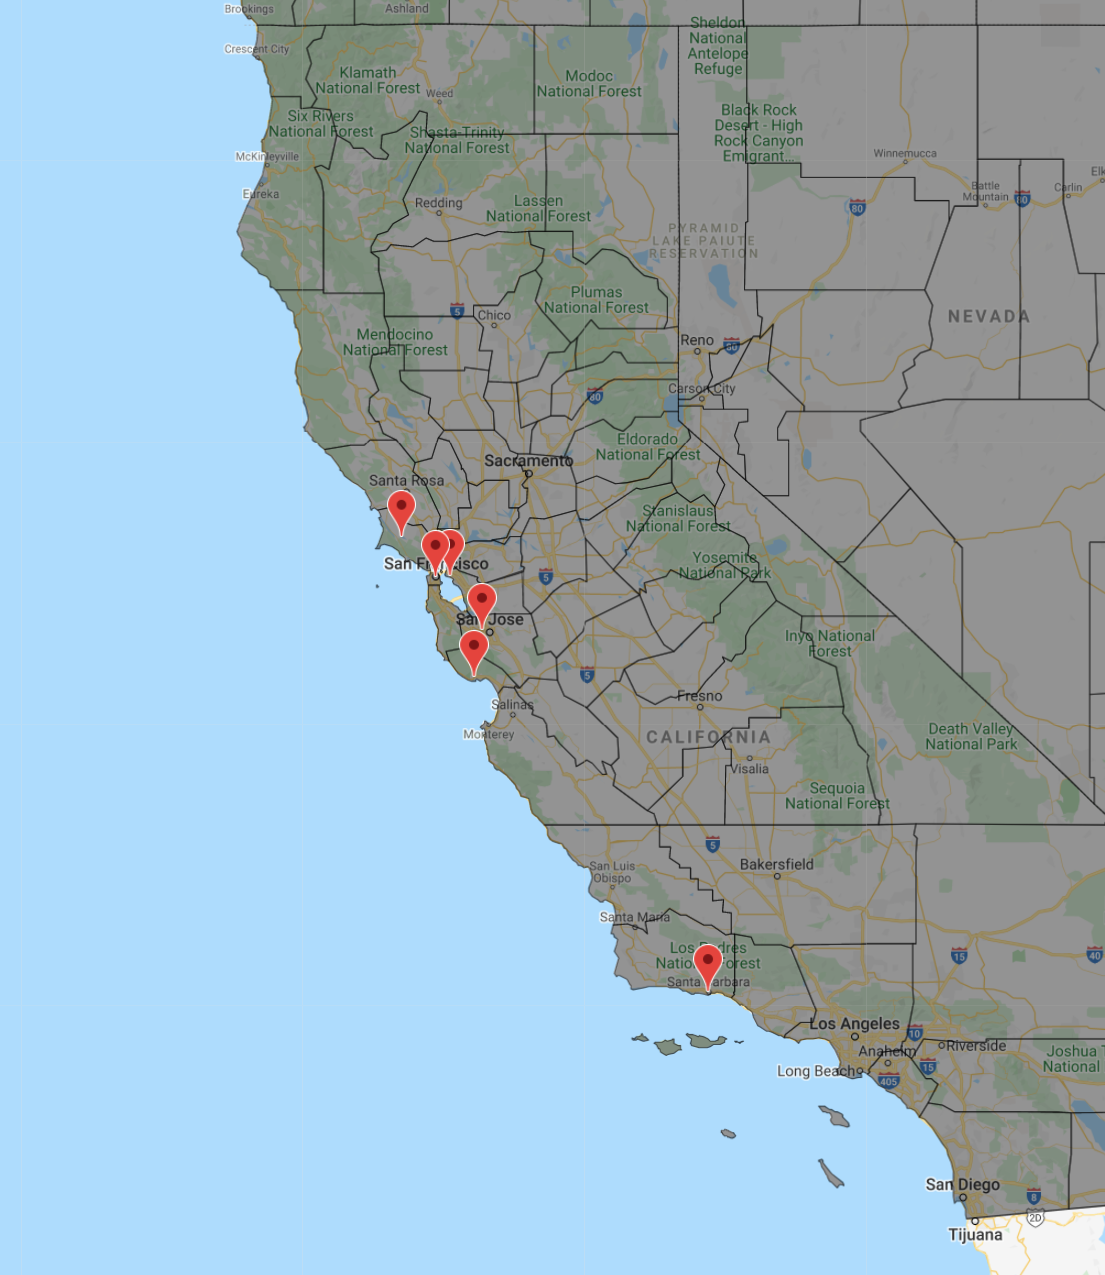 Brookings
Ashland
Crescent City
Sheldon
National
Antelope
Refuge
Klamath
National Forest
Weed
Modoc
National Forest
Six Rivers
National Forest
Shasta-Trinity
National Forest
Black Rock
Desert - High
Rock Canyon
Emigrant...
McKinleyville
Winnemucca
Eureka
Redding
Lassen
National Forest
Battle
Mountain
80
Carlin
Elk
80
PYRAMID
LAKE PAIUTE
RESERVATION
Plumas
National Forest
5
Chico
NEVADA
Mendocino
National Forest
Reno
80
Carson City
80
Eldorado
National Forest
Sacramento
Santa Rosa
Stanislaus
National Forest
San Francisco
Yosemite
National Park
5
San Jose
Inyo National
Forest
5
Salinas
Fresno
Monterey
CALIFORNIA
Death Valley
National Park
Visalia
Sequoia
National Forest
5
San Luis
Obispo
Bakersfield
Santa Maria
Los Padres
National Forest
15
40
Santa Barbara
Los Angeles
10
Anaheim
Riverside
Joshua T
National
Long Beach
15
405
San Diego
8
2D
Tijuana